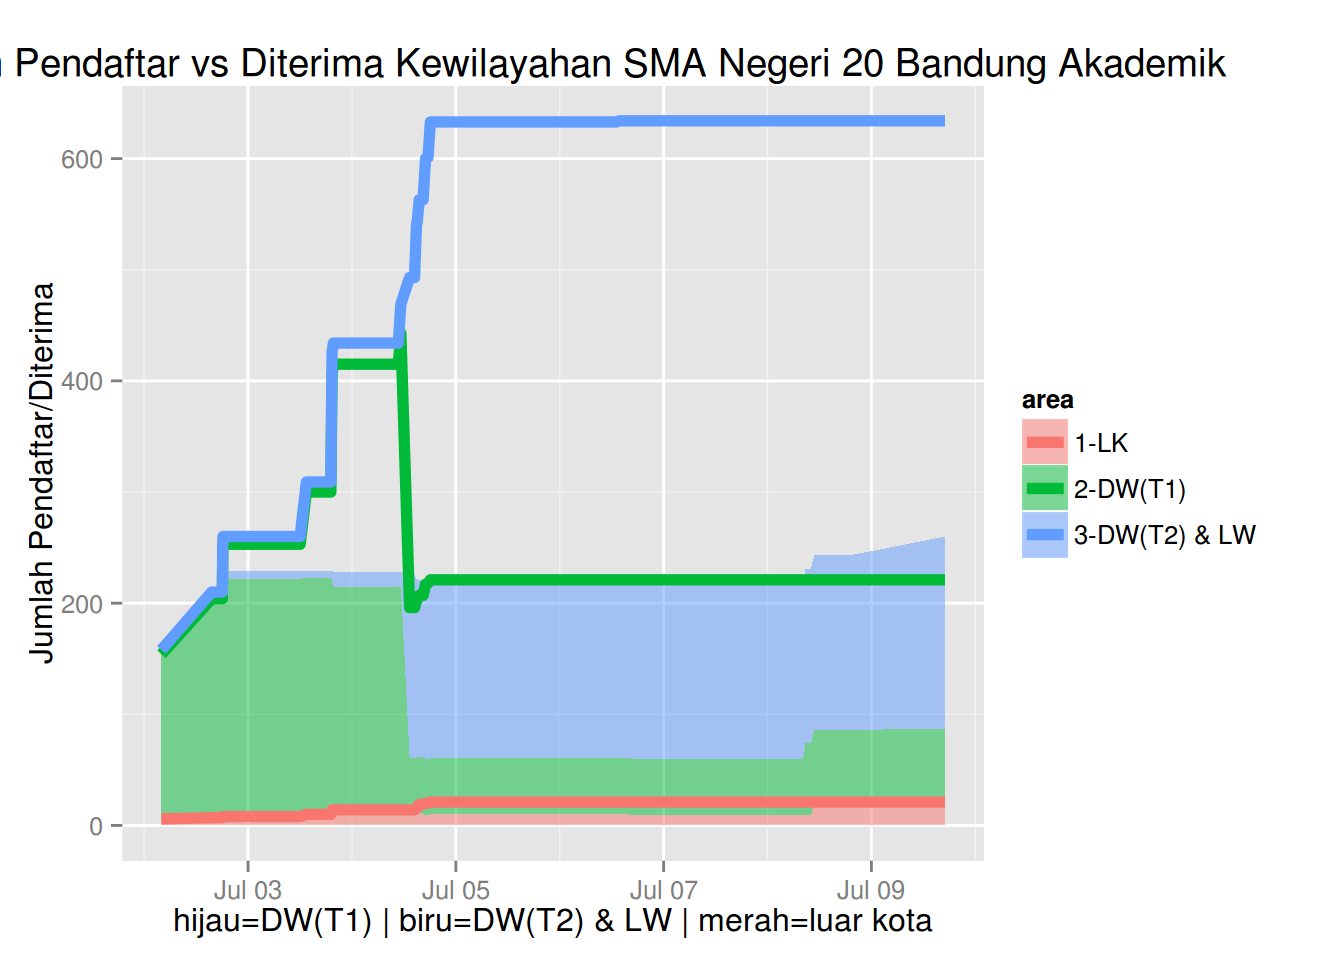 Pendaftar vs Diterima Kewilayahan SMA Negeri 20 Bandung Akademik
Jumlah Pendaftar/Diterima
600
400
200
0
Jul 03
Jul 05
Jul 07
Jul 09
hijau=DW(T1) | biru=DW(T2) & LW | merah=luar kota
area
1-LK
2-DW(T1)
3-DW(T2) & LW